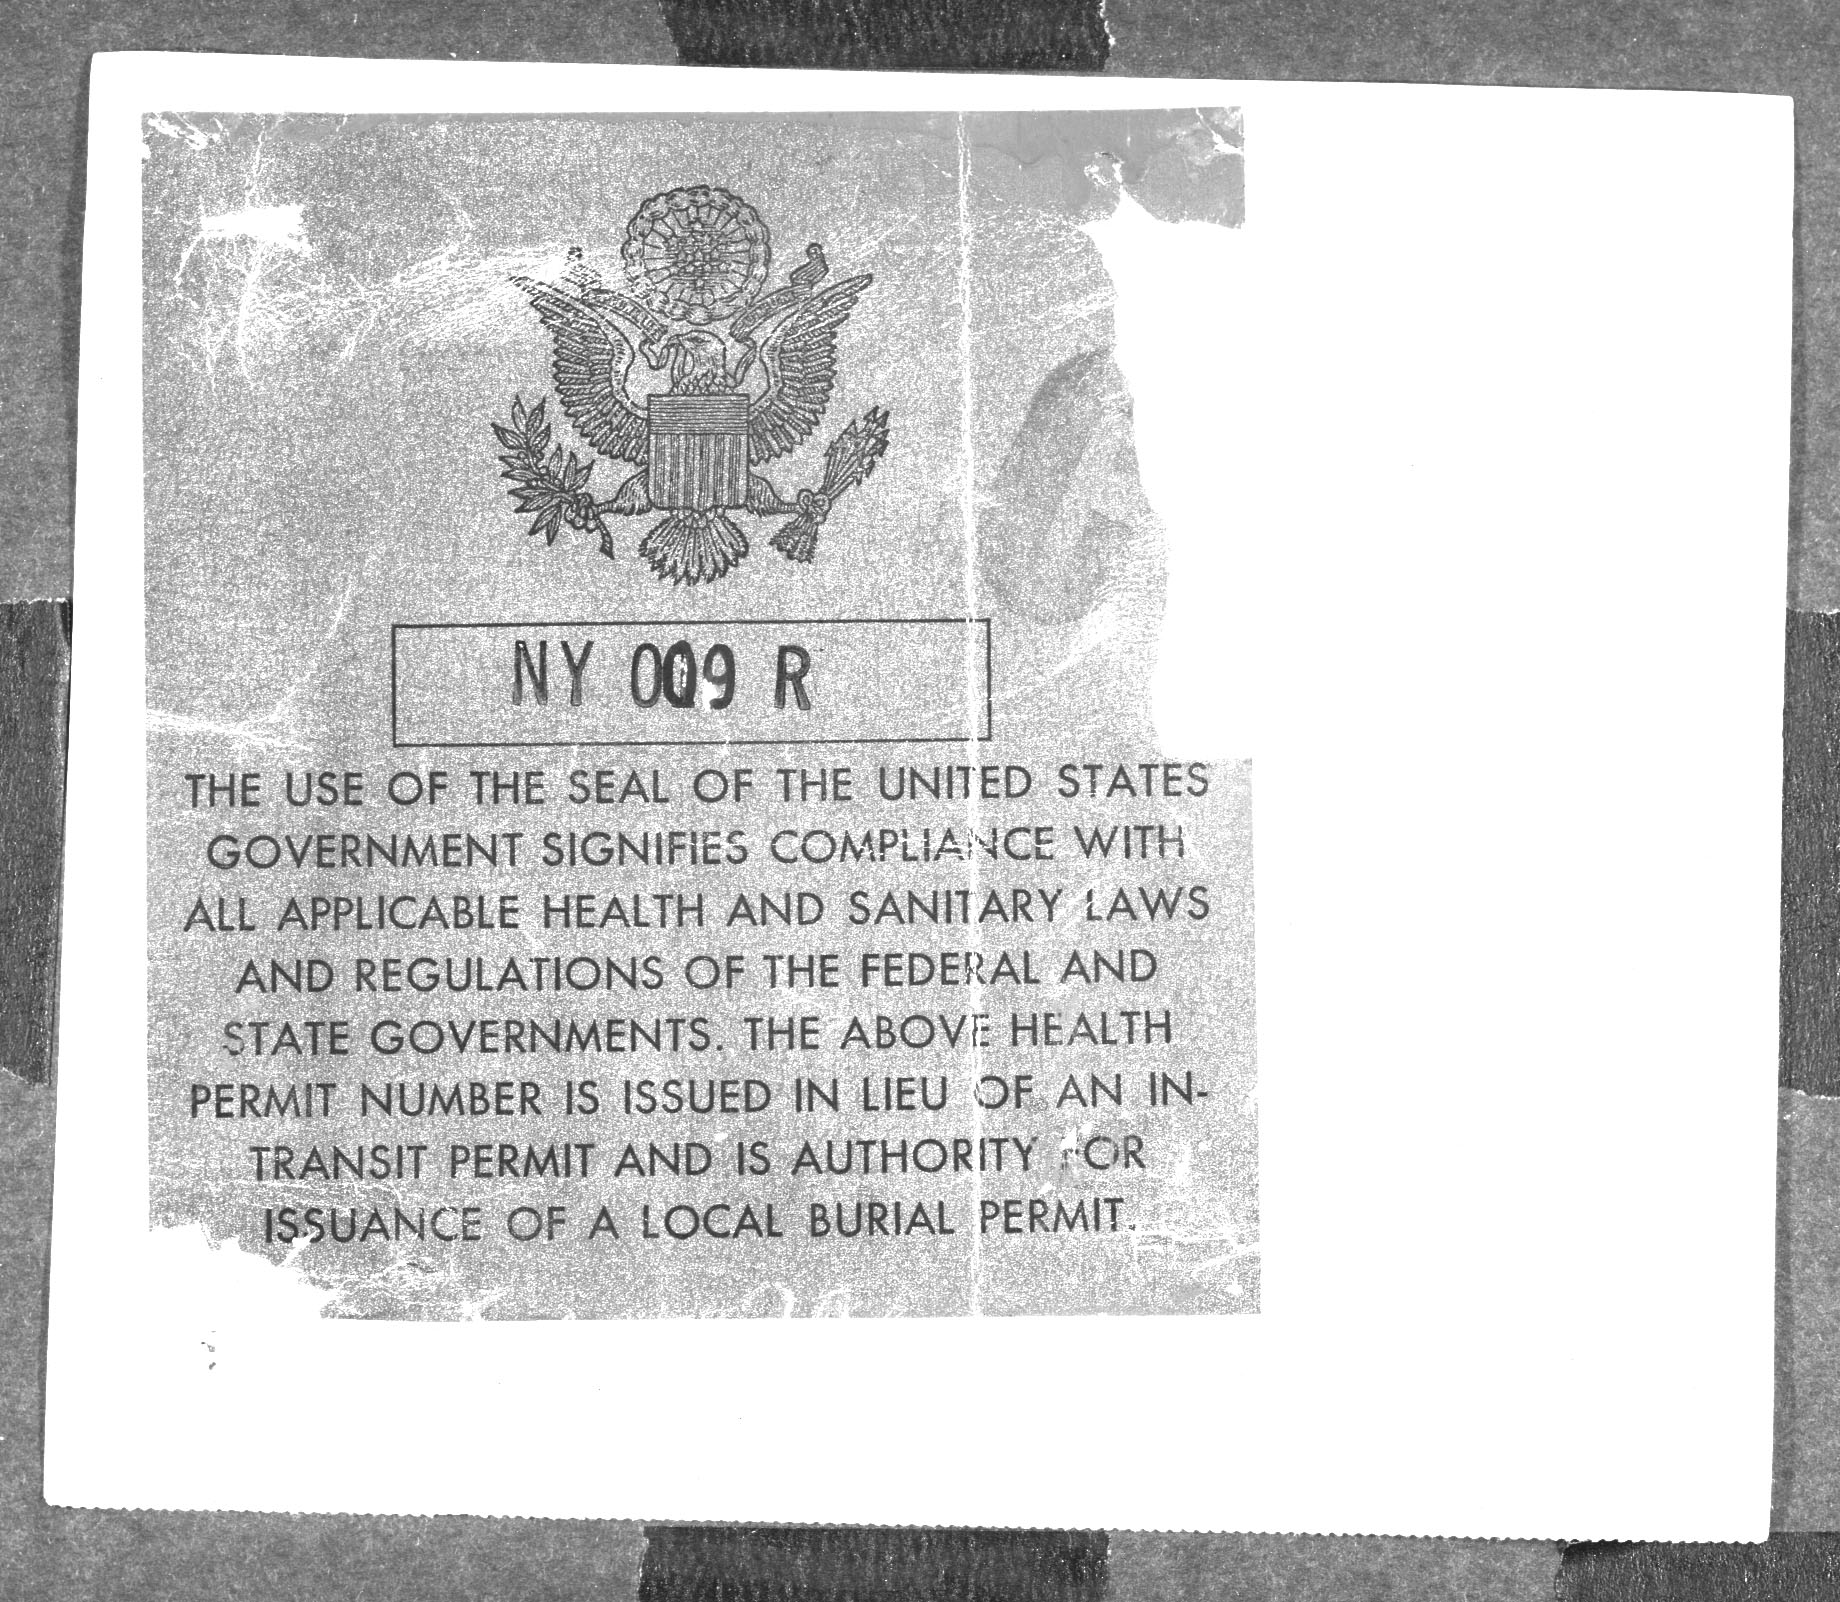 NY 009 R
THE USE OF THE SEAL OF THE UNITED STATES
GOVERNMENT SIGNIFIES COMPLIANCE WITH
ALL APPLICABLE HEALTH AND SANITARY LAWS
AND REGULATIONS OF THE FEDERAL AND
STATE GOVERNMENTS. THE ABOVE HEALTH
PERMIT NUMBER IS ISSUED IN LIEU OF AN IN-
TRANSIT PERMIT AND IS AUTHORITY FOR
ISSUANCE OF A LOCAL BURIAL PERMIT.